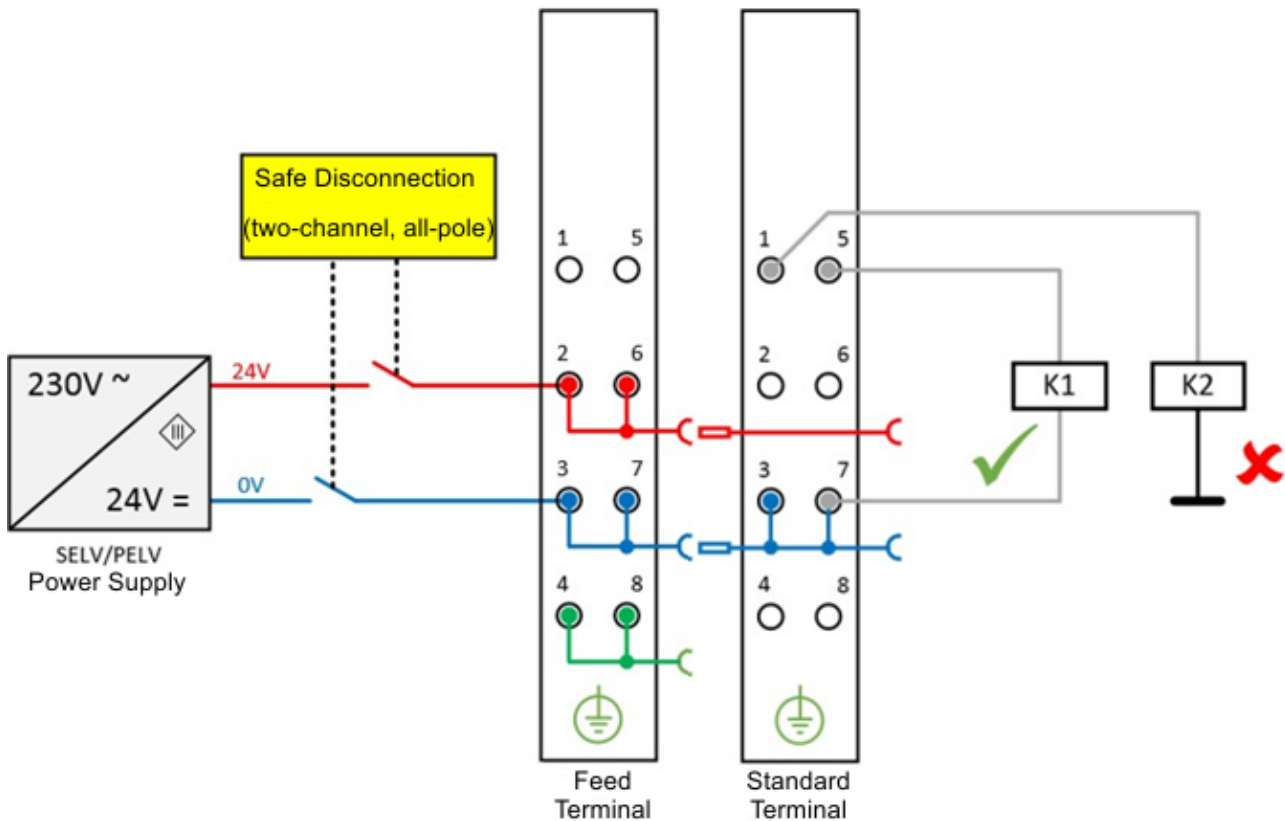 Safe Disconnection
(two-channel, all-pole)
230V ~
III
24V =
SELV/PELV
Power Supply
24V
0V
1 5
2 6
3 7
4 8
Feed
Terminal
1 5
2 6
3 7
4 8
Standard
Terminal
K1
K2